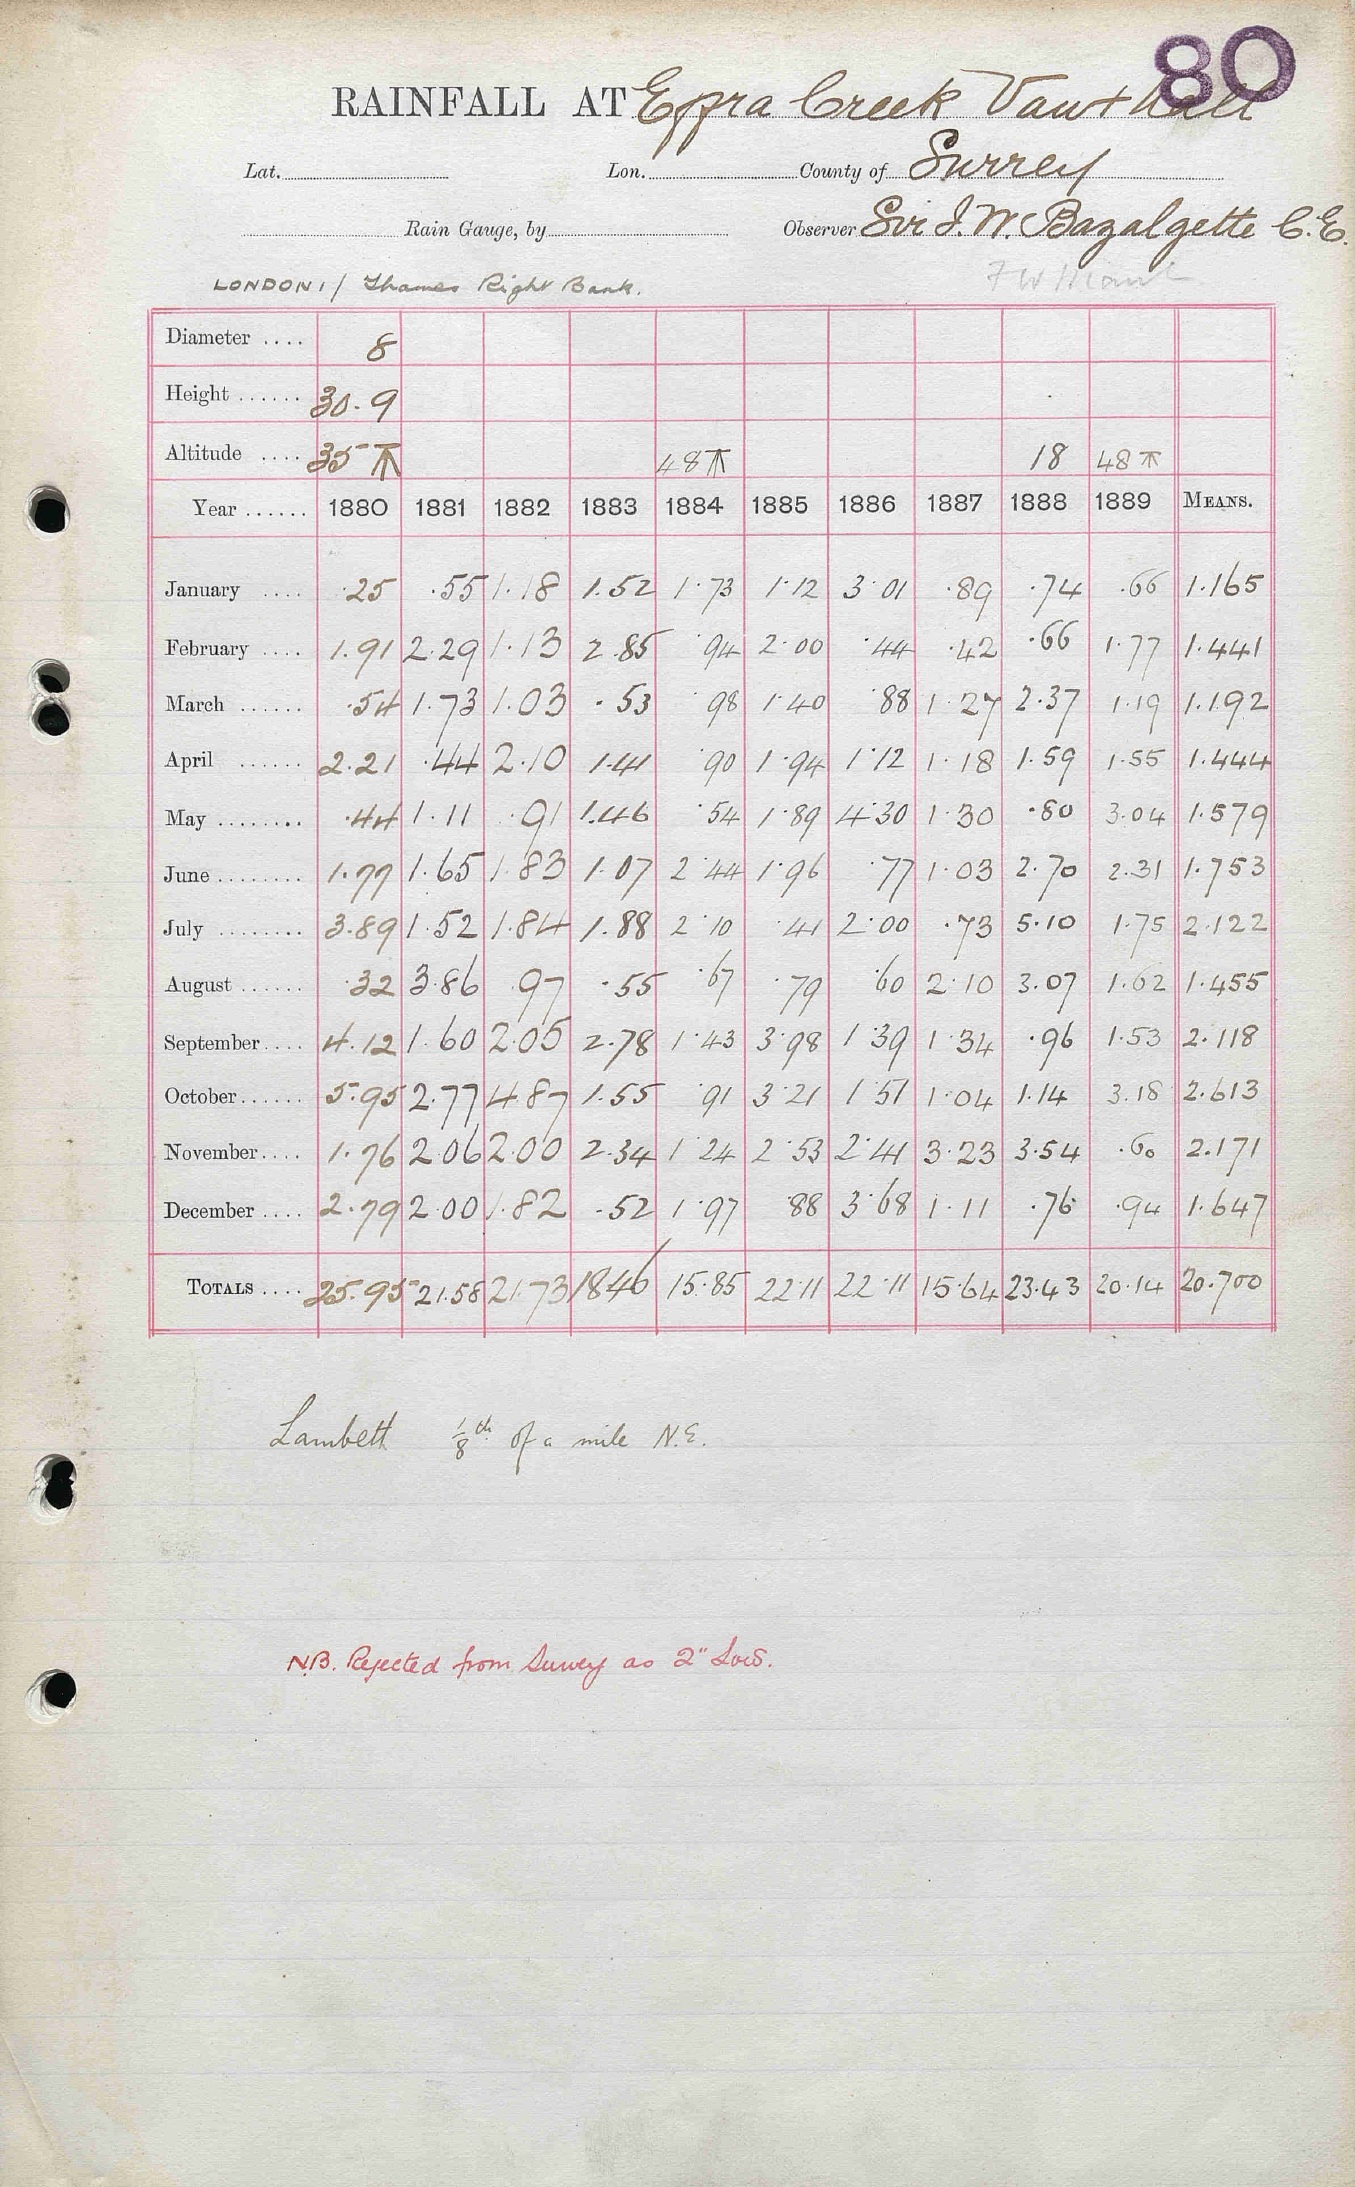 80
RAINFALL AT Effra Creek Vauxhall
Lat. Lon. County of Surrey
Rain Gauge, by Observer Sir J. W. Bazalgette C.E.
LONDON 1 / Thames Right Bank.
Diameter .... 8
Height ...... 30.9
Altitude .... 35 48 18 48
Year ...... 1880 1881 1882 1883 1884 1885 1886 1887 1888 1889 MEANS.
January .... .25 .55 1.18 1.52 1.73 1.12 3.01 .89 .74 .66 1.165
February .... 1.91 2.29 1.13 2.85 .94 2.00 .44 .42 .66 1.77 1.441
March ...... .54 1.73 1.03 .53 .98 1.40 .88 1.27 2.37 1.19 1.192
April ...... 2.21 .44 2.10 1.41 .90 1.94 1.12 1.18 1.59 1.55 1.444
May ........ .44 1.11 .91 1.46 .54 1.89 4.30 1.30 .80 3.04 1.579
June ........ 1.77 1.65 1.83 1.07 2.44 1.96 .77 1.03 2.70 2.31 1.753
July ........ 3.89 1.52 1.84 1.88 2.10 .41 2.00 .73 5.10 1.75 2.122
August ...... .32 3.86 .97 .55 .67 .79 .60 2.10 3.07 1.62 1.455
September.... 4.12 1.60 2.05 2.78 1.43 3.98 1.39 1.34 .96 1.53 2.118
October...... 5.95 2.77 4.87 1.55 .91 3.21 1.51 1.04 1.14 3.18 2.613
November.... 1.76 2.06 2.00 2.34 1.24 2.53 2.41 3.23 3.54 .60 2.171
December .... 2.79 2.00 1.82 .52 1.97 .88 3.68 1.11 .76 .94 1.647
TOTALS .... 25.95 21.58 21.73 18.46 15.85 22.11 22.11 15.64 23.43 20.14 20.700
Lambeth 1/8th of a mile N.E.
N.B. Rejected from Survey as 2" Low.